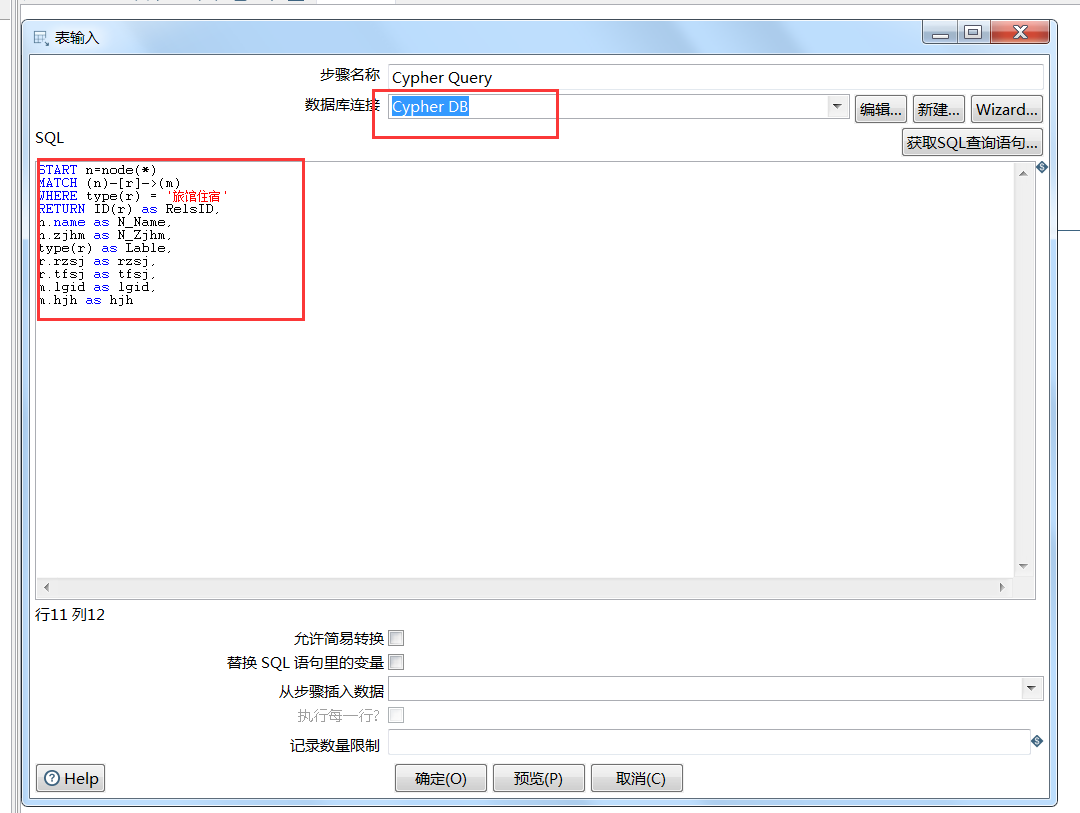 表输入
步骤名称 Cypher Query
数据库连接 Cypher DB 编辑... 新建... Wizard...
SQL 获取SQL查询语句...
START n=node(*)
MATCH (n)-[r]->(m)
WHERE type(r) = '旅馆住宿'
RETURN ID(r) as RelsID,
n.name as N_Name,
n.zjhm as N_Zjhm,
type(r) as Lable,
r.rzsj as rzsj,
r.tfsj as tfsj,
m.lgid as lgid,
m.hjh as hjh
行11 列12
允许简易转换
替换 SQL 语句里的变量
从步骤插入数据
执行每一行?
记录数量限制
Help 确定(O) 预览(P) 取消(C)